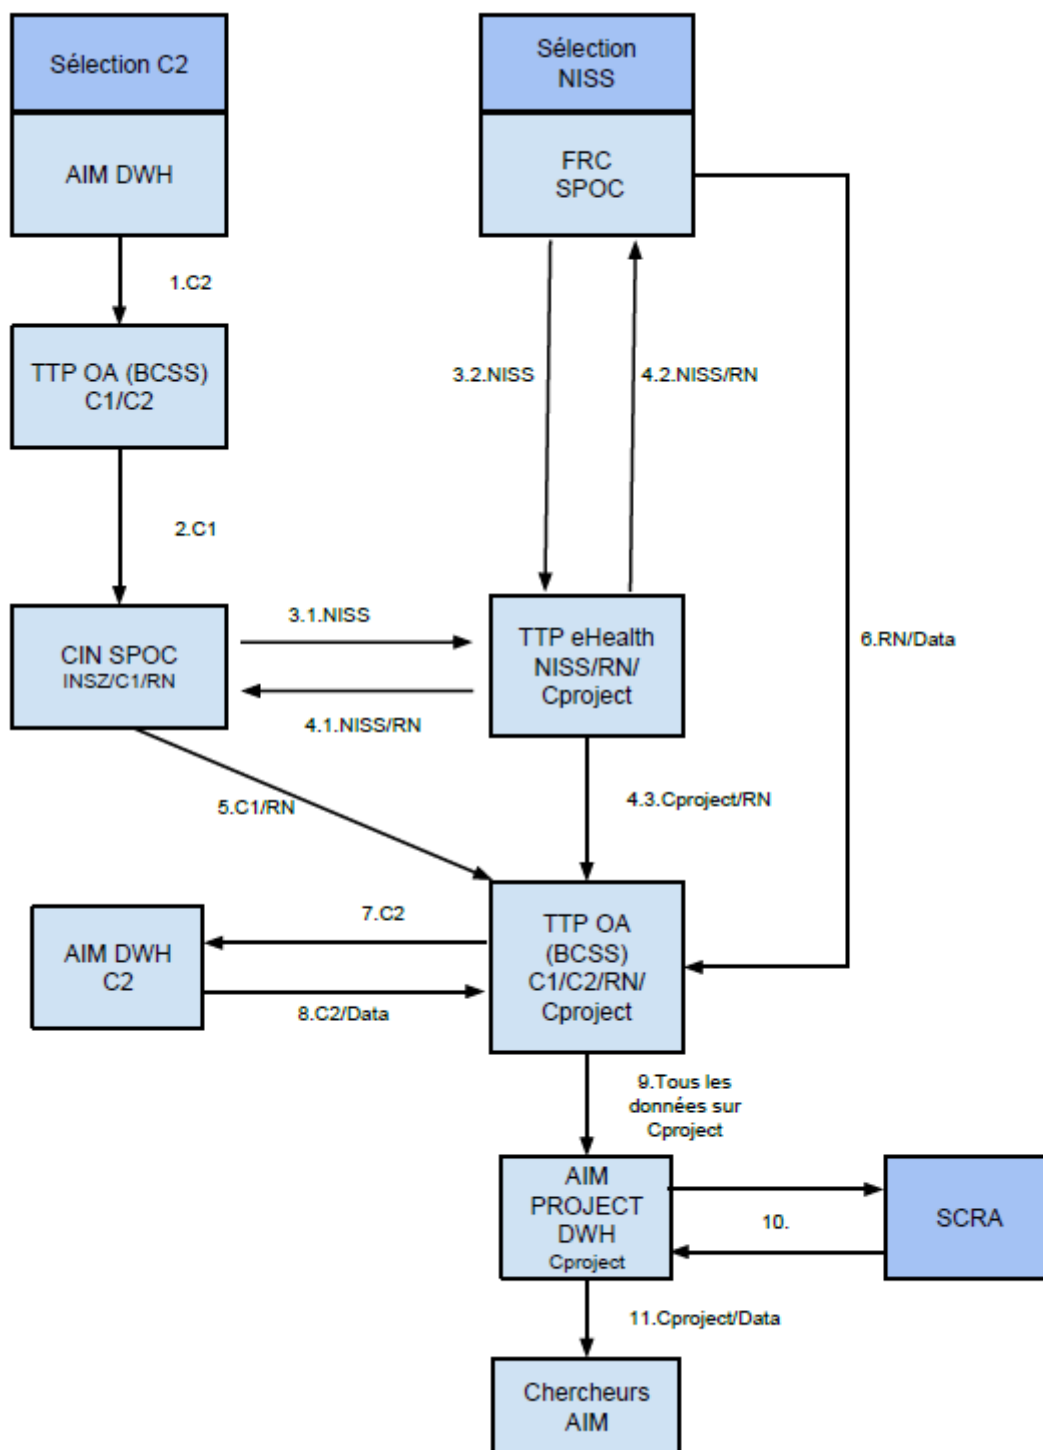 Sélection C2
AIM DWH
Sélection
NISS
FRC
SPOC
1.C2
TTP OA (BCSS)
C1/C2
3.2.NISS
4.2.NISS/RN
2.C1
CIN SPOC
INSZ/C1/RN
3.1.NISS
4.1.NISS/RN
TTP eHealth
NISS/RN/
Cproject
6.RN/Data
5.C1/RN
4.3.Cproject/RN
AIM DWH
C2
7.C2
8.C2/Data
TTP OA
(BCSS)
C1/C2/RN/
Cproject
9.Tous les
données sur
Cproject
AIM
PROJECT
DWH
Cproject
10.
SCRA
11.Cproject/Data
Chercheurs
AIM